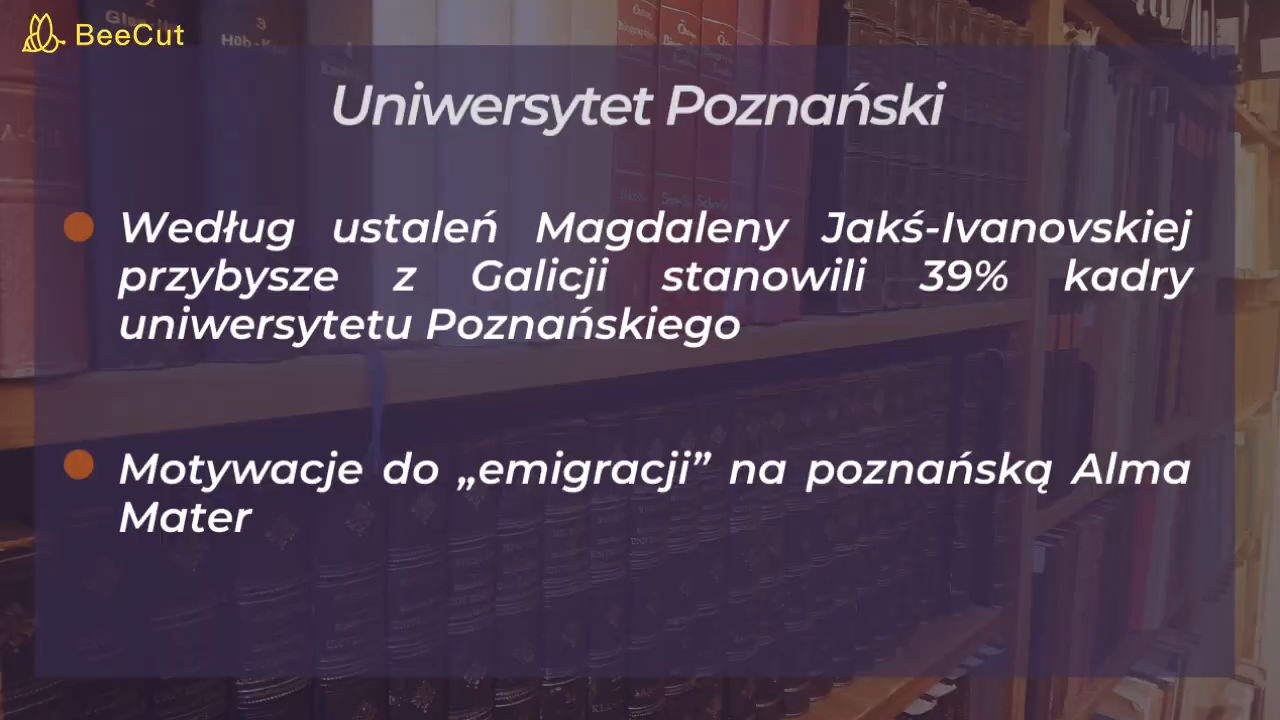 BeeCut
Uniwersytet Poznański
Według ustaleń Magdaleny Jakś-Ivanovskiej
przybysze z Galicji stanowili 39% kadry
uniwersytetu Poznańskiego
Motywacje do „emigracji” na poznańską Alma
Mater